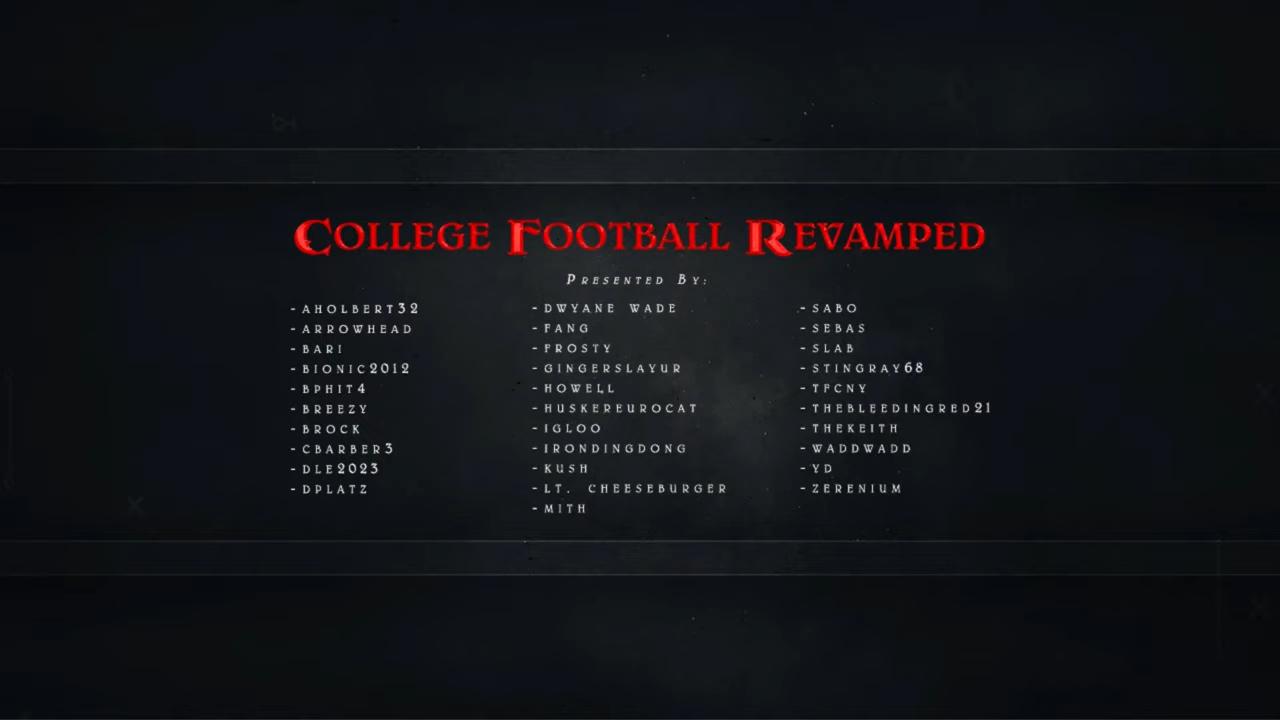 College Football Revamped
Presented By:
- AHOLBERT32
- ARROWHEAD
- BARI
- BIONIC2012
- BPHIT4
- BREEZY
- BROCK
- CBARBER3
- DLE2023
- DPLATZ
- DWYANE WADE
- FANG
- FROSTY
- GINGERSLAYUR
- HOWELL
- HUSKEREUROCAT
- IGLOO
- IRONDINGDONG
- KUSH
- LT. CHEESEBURGER
- MITH
- SABO
- SEBAS
- SLAB
- STINGRAY68
- TFCNY
- THEBLEEDINGRED21
- THEKEITH
- WADDWADD
- YD
- ZERENIUM